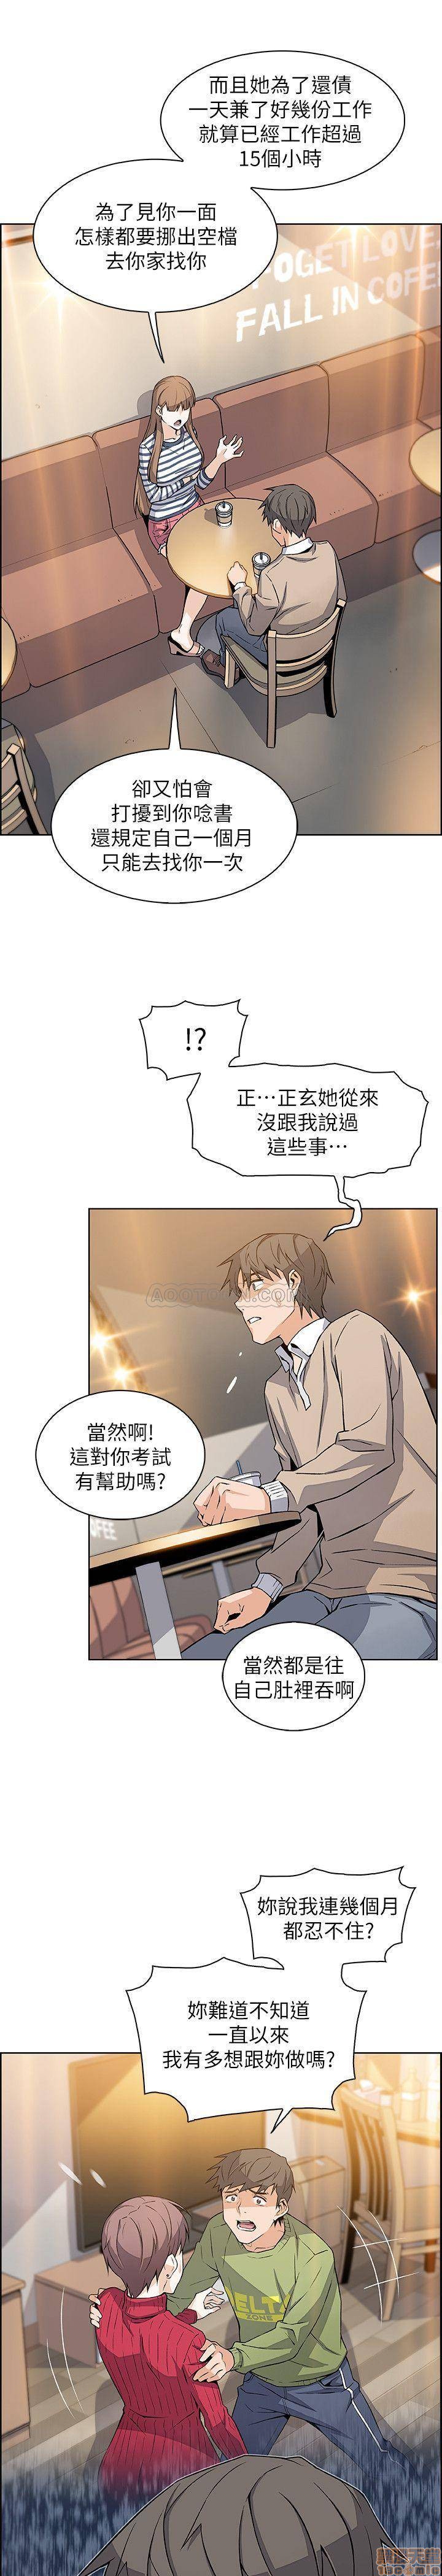 而且她為了還債
一天兼了好幾份工作
就算已經工作超過
15個小時
為了見你一面
怎樣都要挪出空檔
去你家找你
FOGET LOVE
FALL IN COFEE
卻又怕會
打擾到你唸書
還規定自己一個月
只能去找你一次
!?
正…正玄她從來
沒跟我說過
這些事…
當然啊!
這對你考試
有幫助嗎?
OFEE
當然都是往
自己肚裡吞啊
妳說我連幾個月
都忍不住?
妳難道不知道
一直以來
我有多想跟妳做嗎?
ELT
ZONE